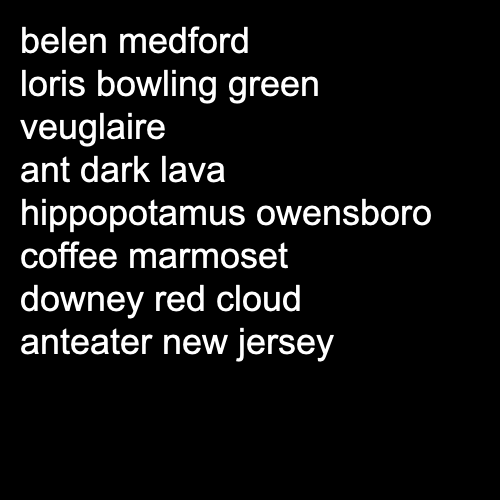 belen medford
loris bowling green
veuglaire
ant dark lava
hippopotamus owensboro
coffee marmoset
downey red cloud
anteater new jersey